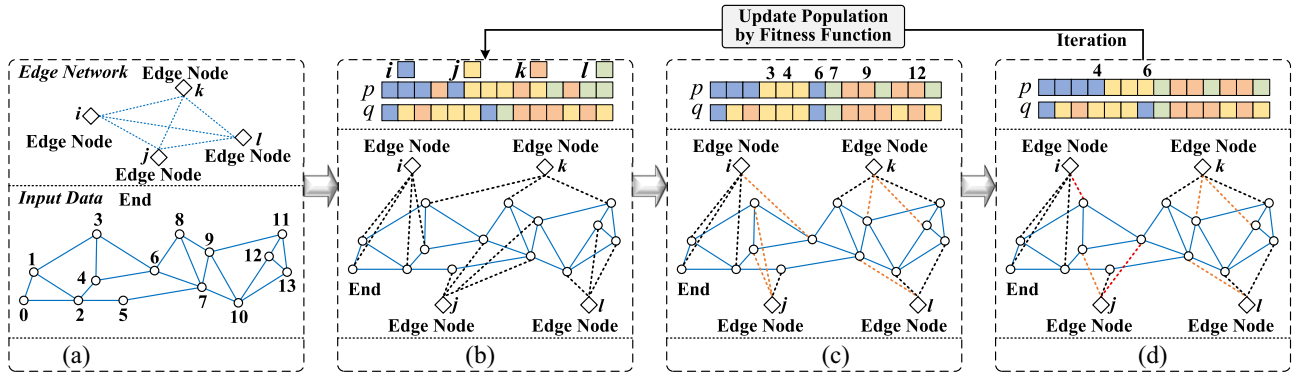 Update Population
by Fitness Function
Iteration
Edge Network
Edge Node
k
i
Edge Node
l
j
Edge Node
Edge Node
Input Data
End
3
8
11
1
9
4
6
12
13
0
2
5
7
10
(a)
i j k l
p
q
Edge Node
i
Edge Node
k
End
j
Edge Node
l
Edge Node
(b)
3 4 6 7 9 12
p
q
Edge Node
i
Edge Node
k
End
j
Edge Node
l
Edge Node
(c)
4 6
p
q
Edge Node
i
Edge Node
k
End
j
Edge Node
l
Edge Node
(d)